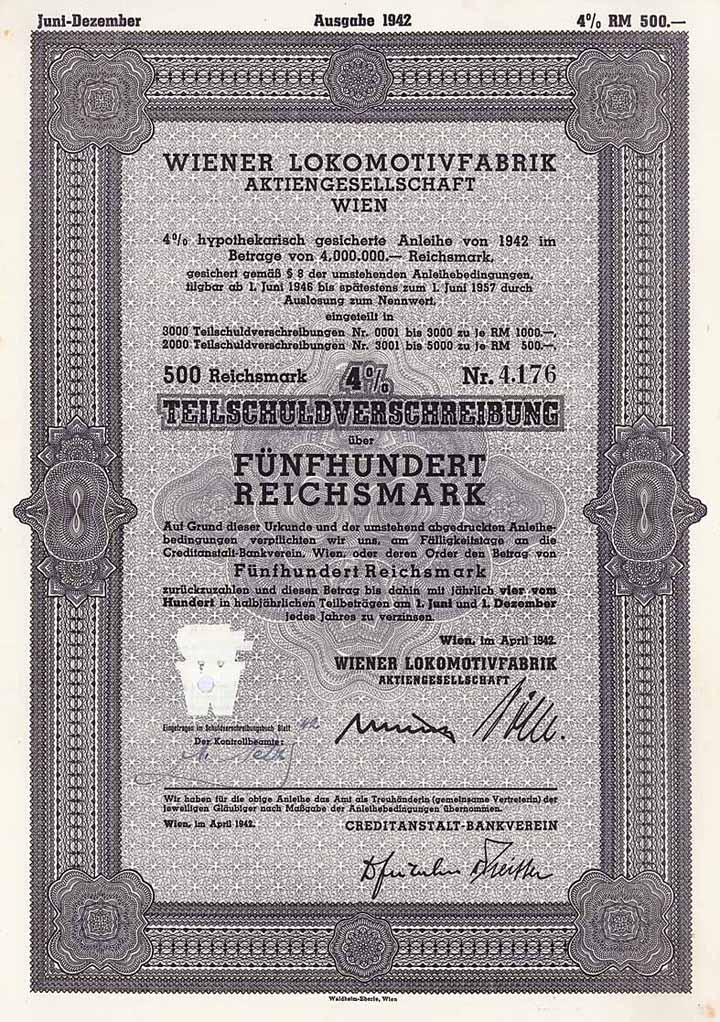 Juni-Dezember Ausgabe 1942 4% RM 500.—
WIENER LOKOMOTIVFABRIK
AKTIENGESELLSCHAFT
WIEN
4% hypothekarisch gesicherte Anleihe von 1942 im
Betrage von 4,000.000.— Reichsmark,
gesichert gemäß § 8 der umstehenden Anleihebedingungen,
tilgbar ab 1. Juni 1946 bis spätestens zum 1. Juni 1957 durch
Auslosung zum Nennwert,
eingeteilt in
3000 Teilschuldverschreibungen Nr. 0001 bis 3000 zu je RM 1000.—,
2000 Teilschuldverschreibungen Nr. 3001 bis 5000 zu je RM 500.—,
500 Reichsmark 4% Nr. 4.176
TEILSCHULDVERSCHREIBUNG
über
FÜNFHUNDERT
REICHSMARK
Auf Grund dieser Urkunde und der umstehend abgedruckten Anleihe-
bedingungen verpflichten wir uns, am Fälligkeitstage an die
Creditanstalt-Bankverein, Wien, oder deren Order den Betrag von
Fünfhundert Reichsmark
zurückzuzahlen und diesen Betrag bis dahin mit jährlich vier vom
Hundert in halbjährlichen Teilbeträgen am 1. Juni und 1. Dezember
jedes Jahres zu verzinsen.
Wien, im April 1942.
WIENER LOKOMOTIVFABRIK
AKTIENGESELLSCHAFT
Eingetragen im Schuldverschreibungsbuch Blatt
Der Kontrollbeamte:
Wir haben für die obige Anleihe das Amt als Treuhänderin (gemeinsame Vertreterin) der
jeweiligen Gläubiger nach Maßgabe der Anleihebedingungen übernommen.
Wien, im April 1942. CREDITANSTALT-BANKVEREIN
Waldheim-Eberle, Wien